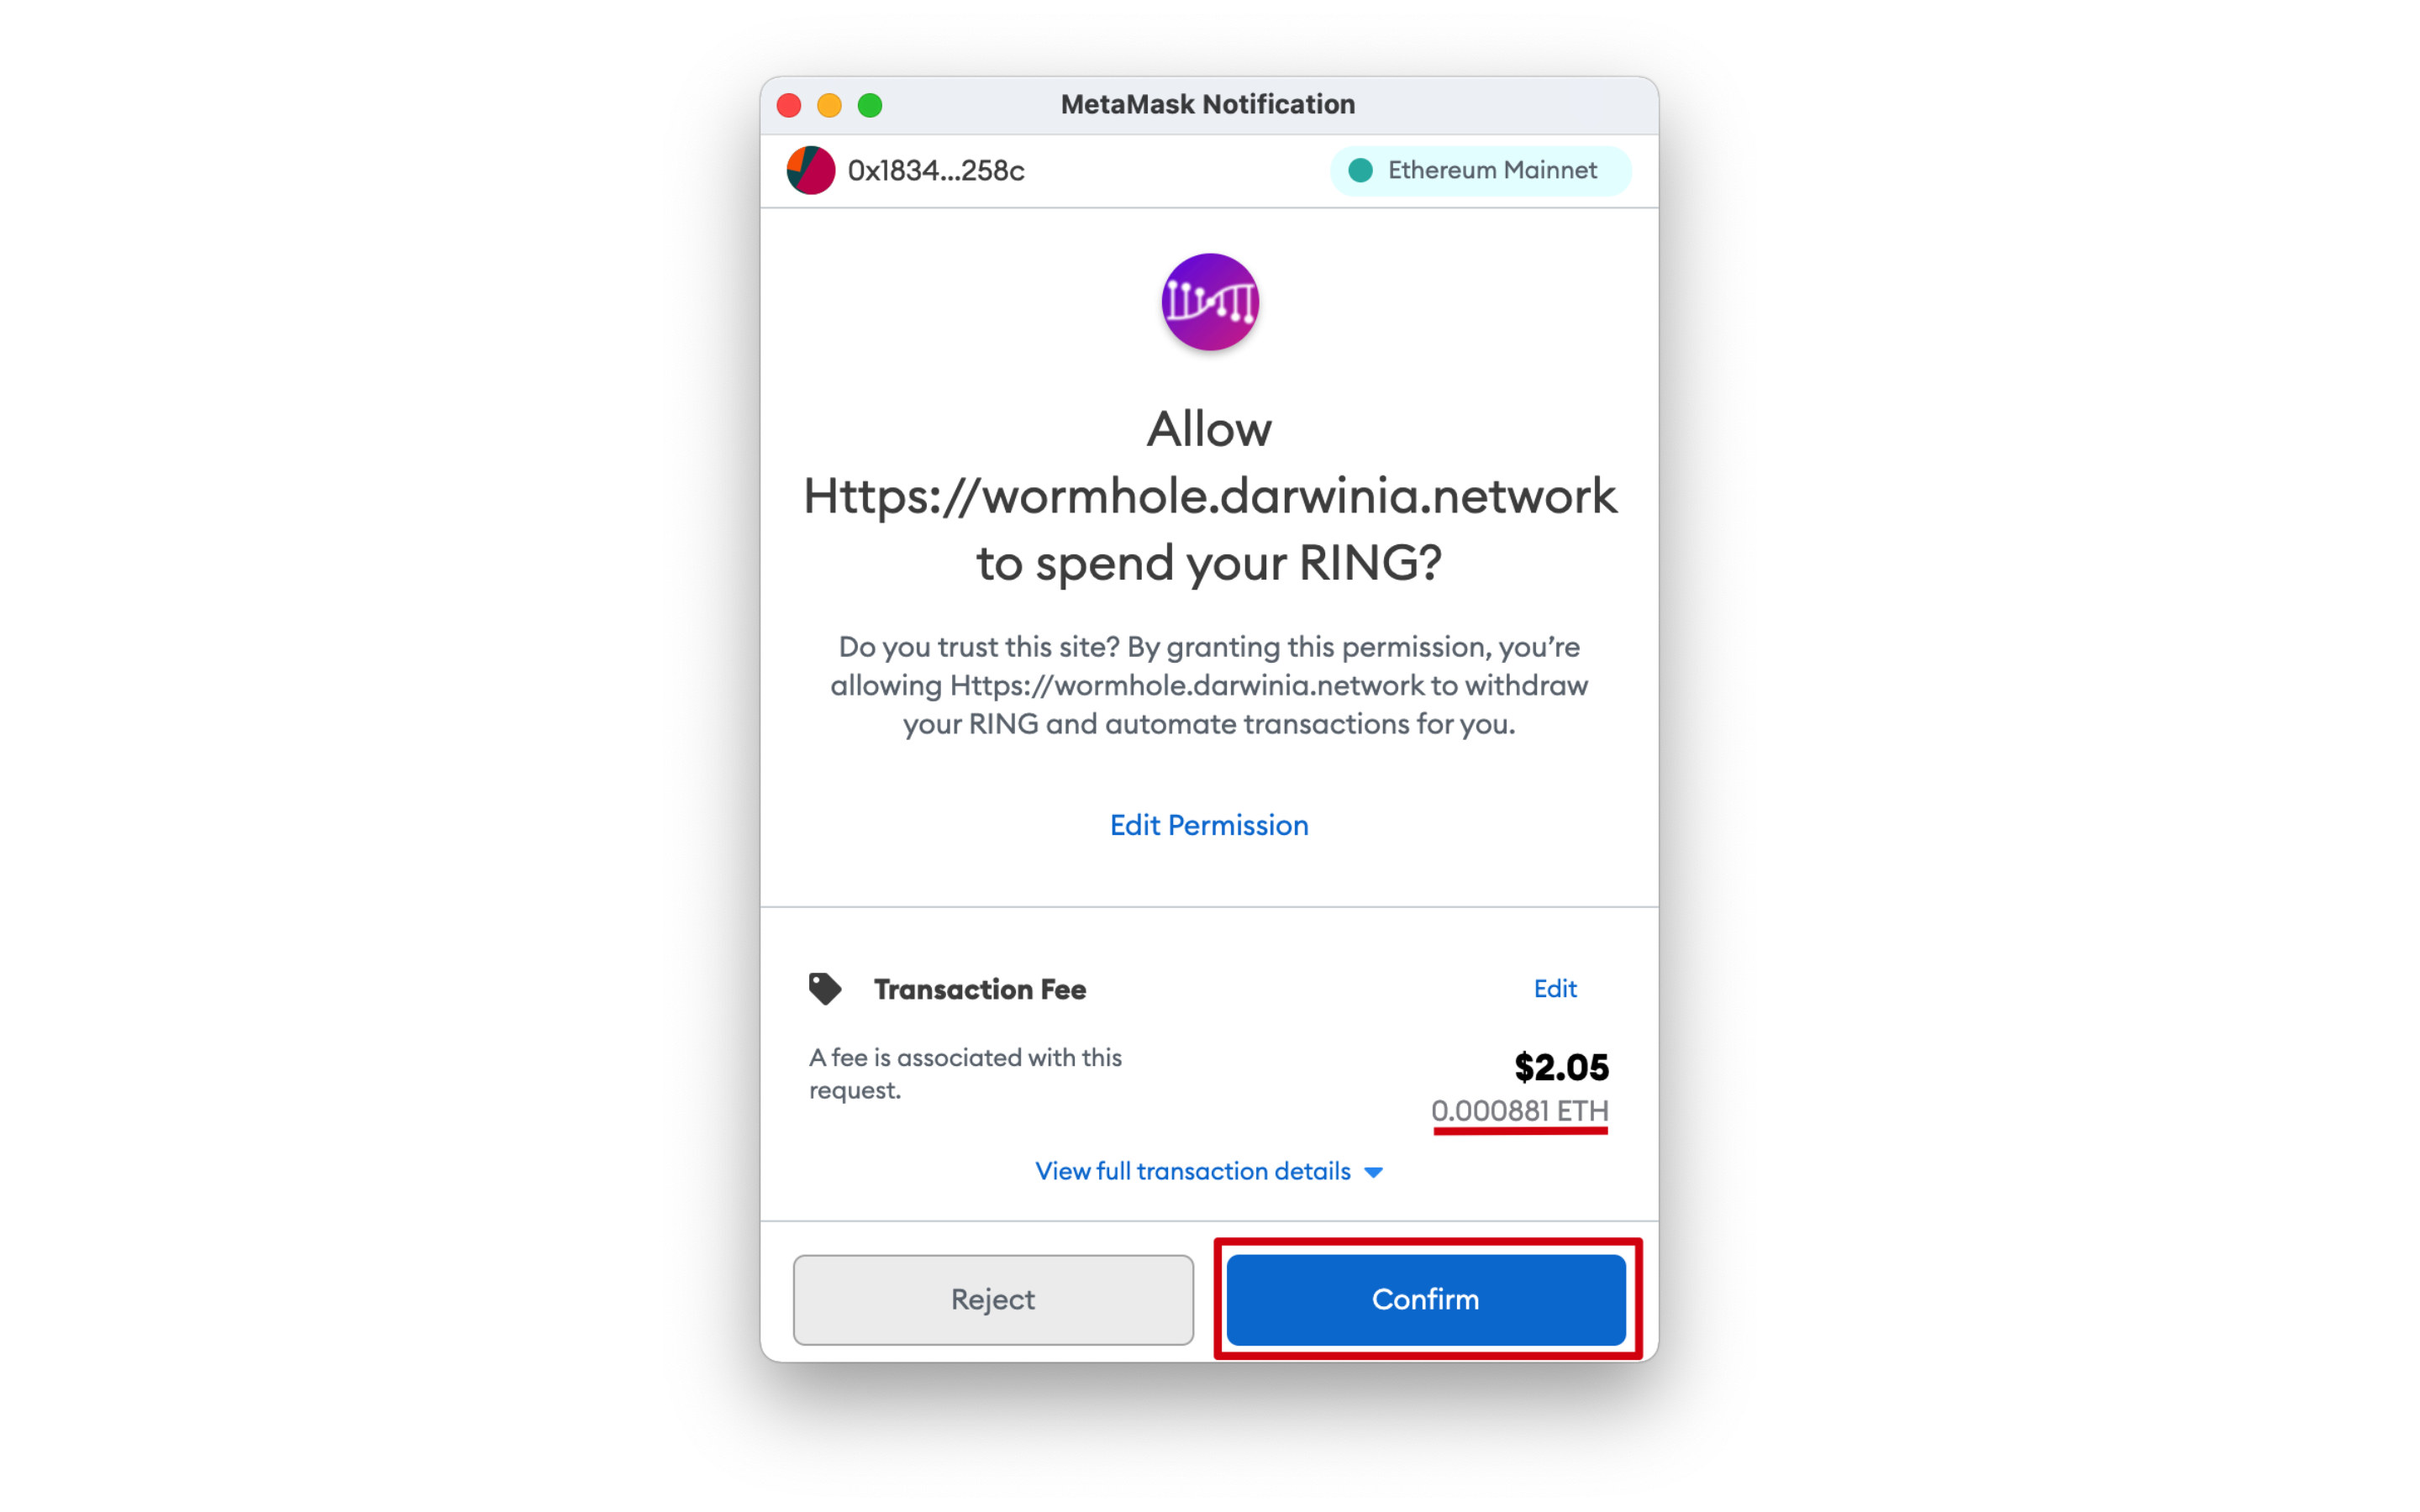 MetaMask Notification
0x1834...258c
Ethereum Mainnet
Allow
Https://wormhole.darwinia.network
to spend your RING?
Do you trust this site? By granting this permission, you’re
allowing Https://wormhole.darwinia.network to withdraw
your RING and automate transactions for you.
Edit Permission
Transaction Fee
Edit
A fee is associated with this
request.
$2.05
0.000881 ETH
View full transaction details
Reject
Confirm